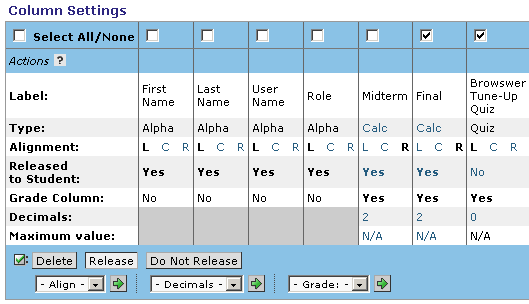 Column Settings
Select All/None
Actions ?
Label: First Name Last Name User Name Role Midterm Final Browswer Tune-Up Quiz
Type: Alpha Alpha Alpha Alpha Calc Calc Quiz
Alignment: L C R L C R L C R L C R L C R L C R L C R
Released to Student: Yes Yes Yes Yes Yes Yes No
Grade Column: No No No No Yes Yes Yes
Decimals: 2 2 0
Maximum value: N/A N/A N/A
: Delete Release Do Not Release
- Align - - Decimals - - Grade: -